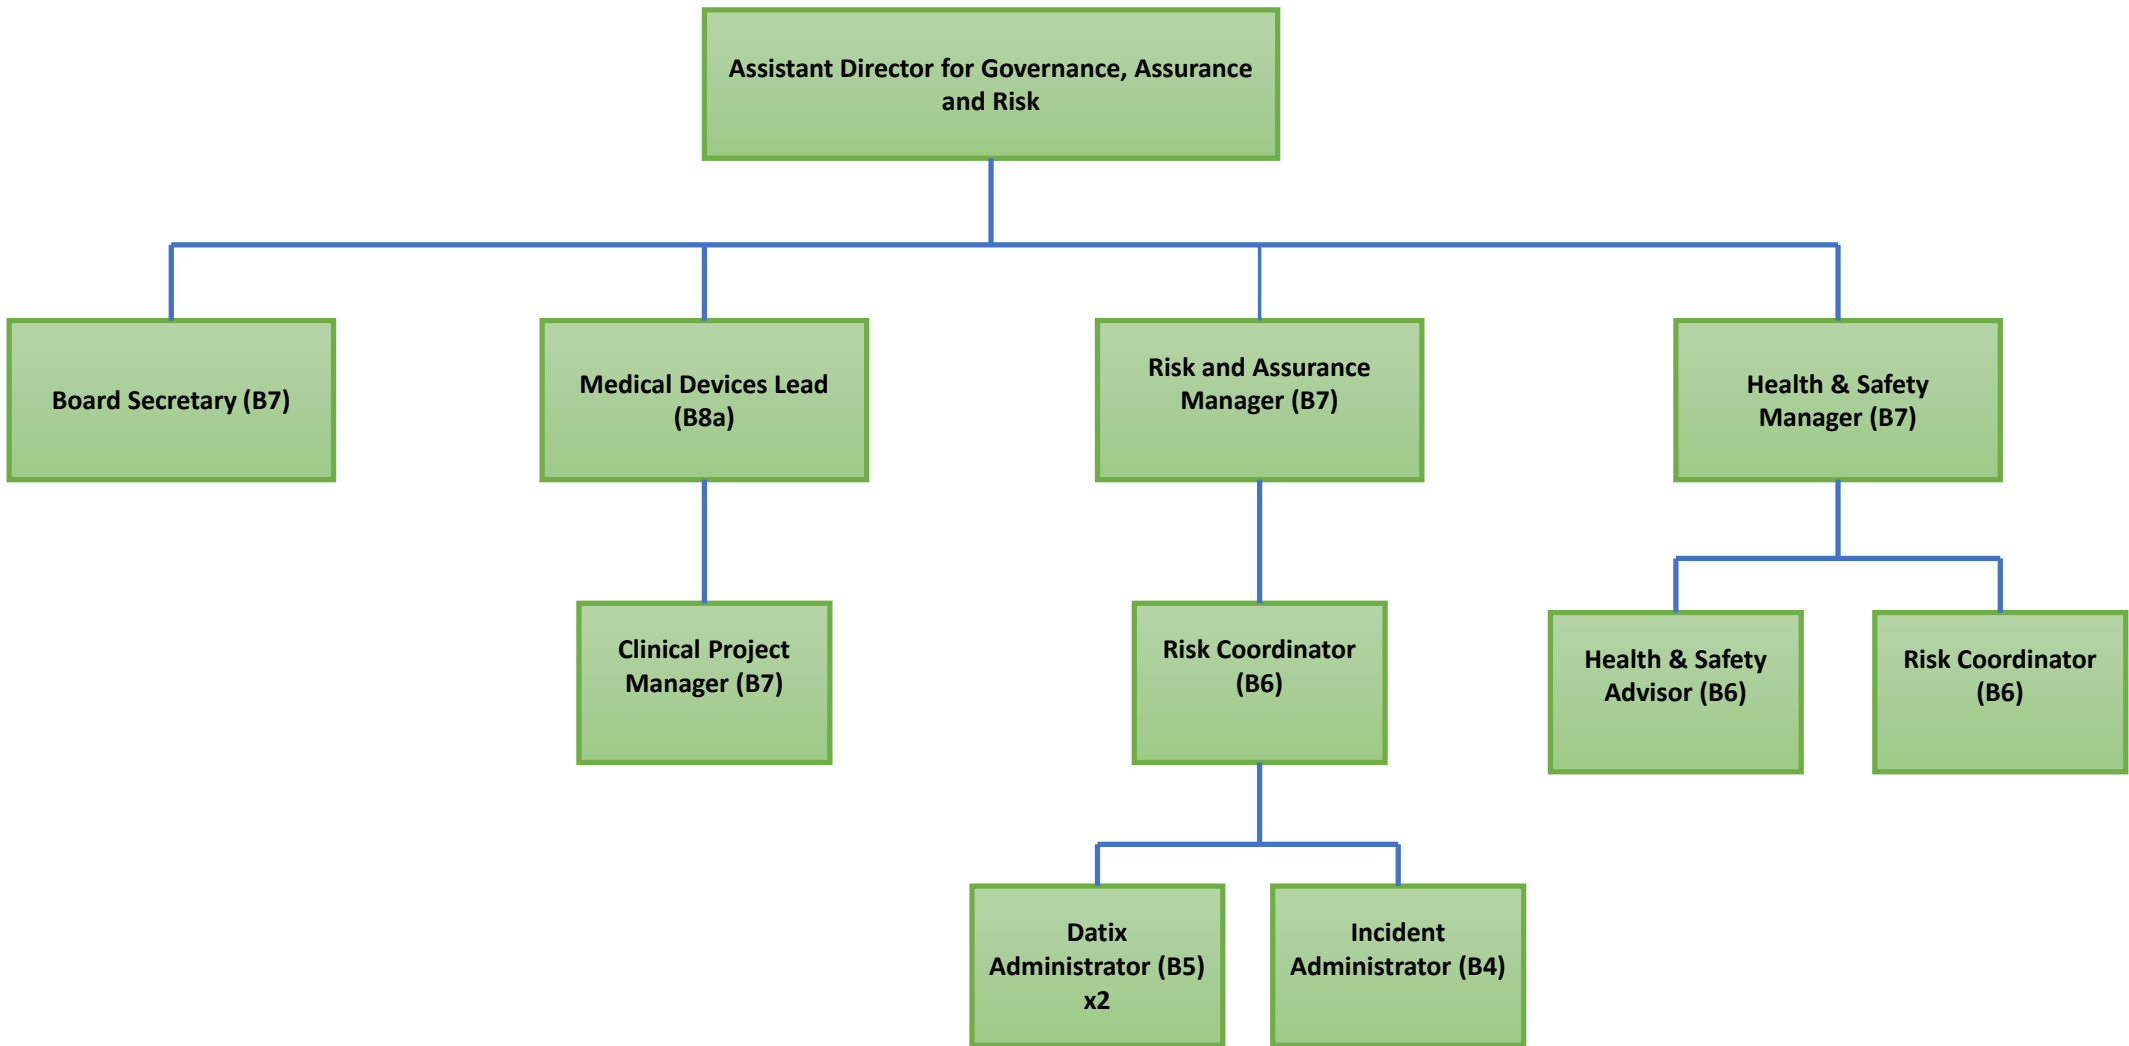 Assistant Director for Governance, Assurance
and Risk
Board Secretary (B7)
Medical Devices Lead
(B8a)
Risk and Assurance
Manager (B7)
Health & Safety
Manager (B7)
Clinical Project
Manager (B7)
Risk Coordinator
(B6)
Health & Safety
Advisor (B6)
Risk Coordinator
(B6)
Datix
Administrator (B5)
x2
Incident
Administrator (B4)